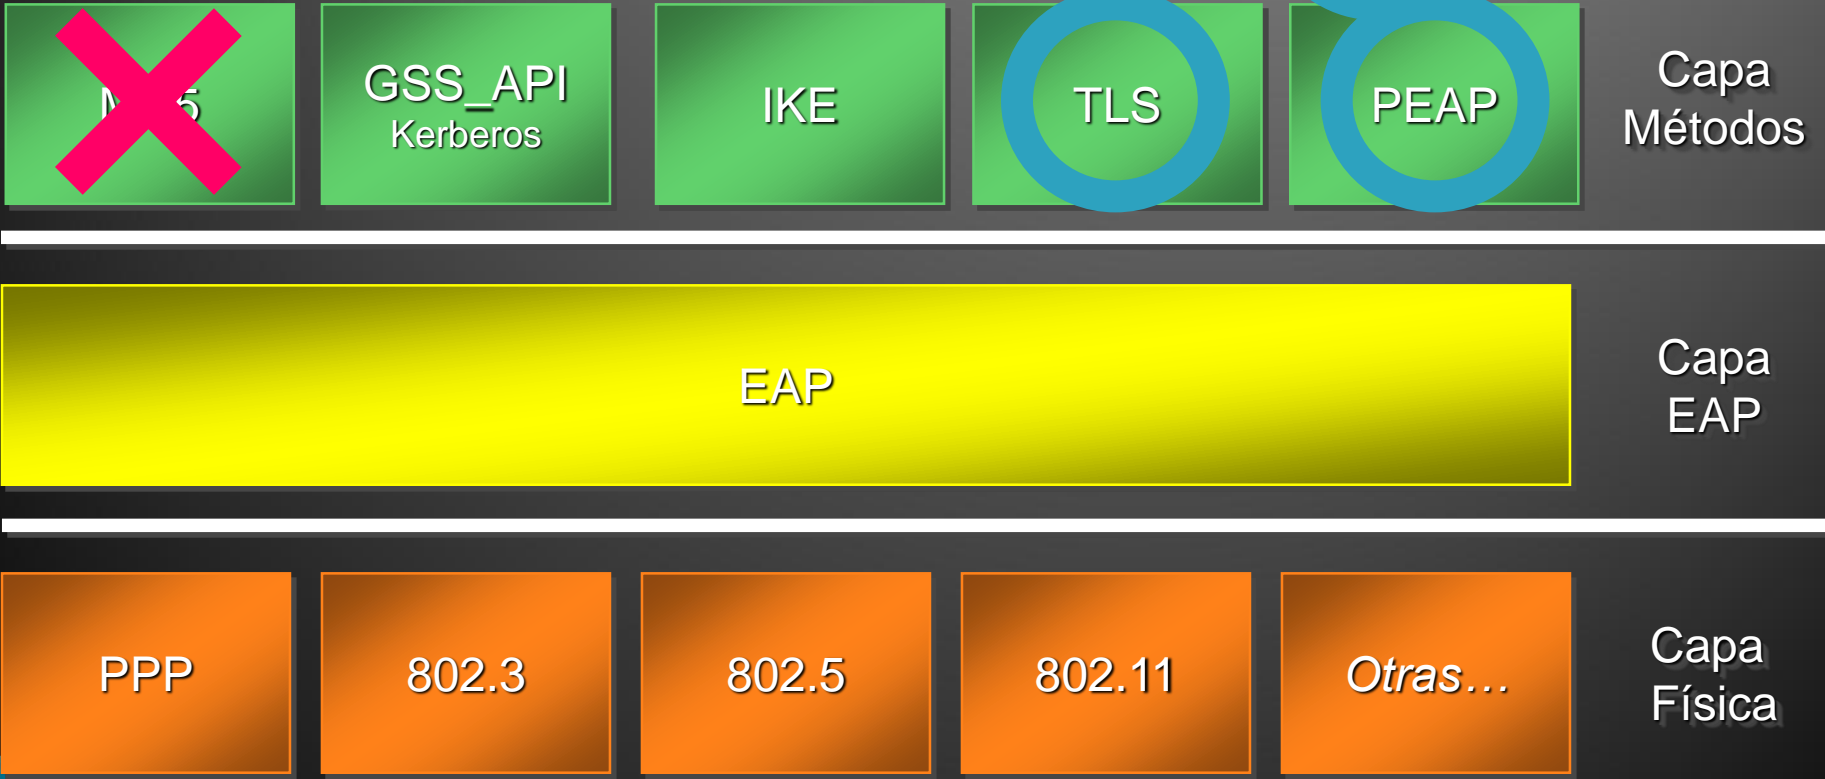 GSS_API
Kerberos
IKE
TLS
PEAP
Capa
Métodos
EAP
Capa
EAP
PPP
802.3
802.5
802.11
Otras...
Capa
Física